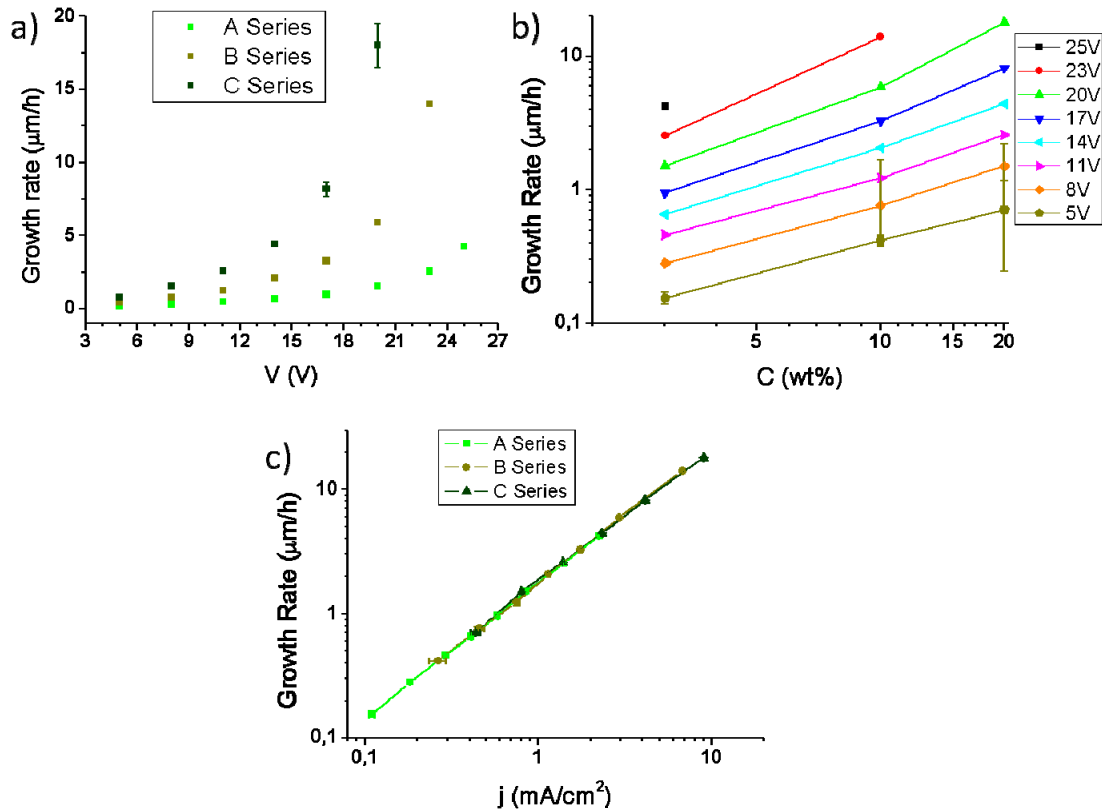 a)
A Series
B Series
C Series
Growth rate (μm/h)
20
15
10
5
0
3 6 9 12 15 18 21 24 27
V (V)
b)
25V
23V
20V
17V
14V
11V
8V
5V
Growth Rate (μm/h)
10
1
0,1
5 10 15 20
C (wt%)
c)
A Series
B Series
C Series
Growth Rate (μm/h)
10
1
0,1
0,1 1 10
j (mA/cm²)